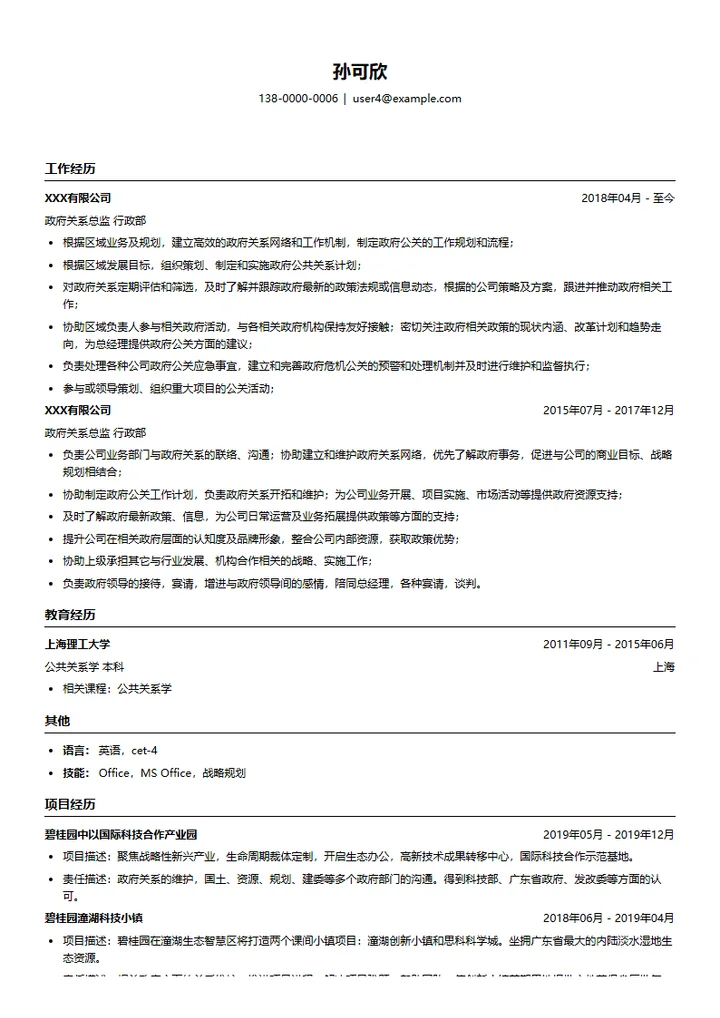 孙可欣
138-0000-0006 | user4@example.com
工作经历
XXX有限公司 2018年04月 - 至今
政府关系总监 行政部
• 根据区域业务及规划，建立高效的政府关系网络和工作机制，制定政府公关的工作规划和流程；
• 根据区域发展目标，组织策划、制定和实施政府公共关系计划；
• 对政府关系定期评估和筛选，及时了解并跟踪政府最新的政策法规或信息动态，根据的公司策略及方案，跟进并推动政府相关工
作；
• 协助区域负责人参与相关政府活动，与各相关政府机构保持友好接触；密切关注政府相关政策的现状内涵、改革计划和趋势走
向，为总经理提供政府公关方面的建议；
• 负责处理各种公司政府公关应急事宜，建立和完善政府危机公关的预警和处理机制并及时进行维护和监督执行；
• 参与或领导策划、组织重大项目的公关活动；
XXX有限公司 2015年07月 - 2017年12月
政府关系总监 行政部
• 负责公司业务部门与政府关系的联络、沟通；协助建立和维护政府关系网络，优先了解政府事务，促进与公司的商业目标、战略
规划相结合；
• 协助制定政府公关工作计划，负责政府关系开拓和维护；为公司业务开展、项目实施、市场活动等提供政府资源支持；
• 及时了解政府最新政策、信息，为公司日常运营及业务拓展提供政策等方面的支持；
• 提升公司在相关政府层面的认知度及品牌形象，整合公司内部资源，获取政策优势；
• 协助上级承担其它与行业发展、机构合作相关的战略、实施工作；
• 负责政府领导的接待，宴请，增进与政府领导间的感情，陪同总经理，各种宴请，谈判。
教育经历
上海理工大学 2011年09月 - 2015年06月
公共关系学 本科 上海
• 相关课程：公共关系学
其他
• 语言： 英语，cet-4
• 技能： Office，MS Office，战略规划
项目经历
碧桂园中以国际科技合作产业园 2019年05月 - 2019年12月
• 项目描述：聚焦战略性新兴产业，生命周期裁体定制，开启生态办公，高新技术成果转移中心，国际科技合作示范基地。
• 责任描述：政府关系的维护，国土、资源、规划、建委等多个政府部门的沟通。得到科技部、广东省政府、发改委等方面的认
可。
碧桂园潼湖科技小镇 2018年06月 - 2019年04月
• 项目描述：碧桂园在潼湖生态智慧区将打造两个课间小镇项目：潼湖创新小镇和思科科学城。坐拥广东省最大的内陆淡水湿地生
态资源。